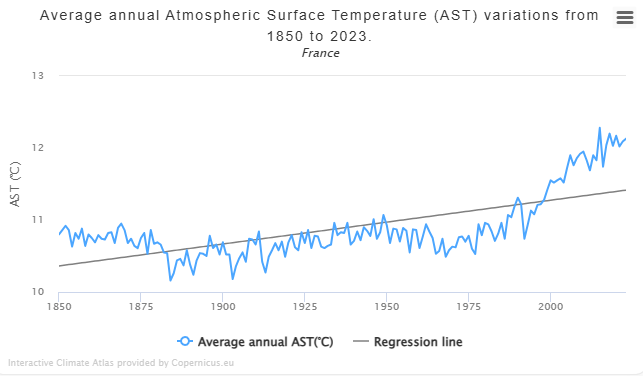 Average annual Atmospheric Surface Temperature (AST) variations from
1850 to 2023.
France
13
12
11
10
AST (°C)
1850 1875 1900 1925 1950 1975 2000
Average annual AST(°C) Regression line
Interactive Climate Atlas provided by Copernicus.eu